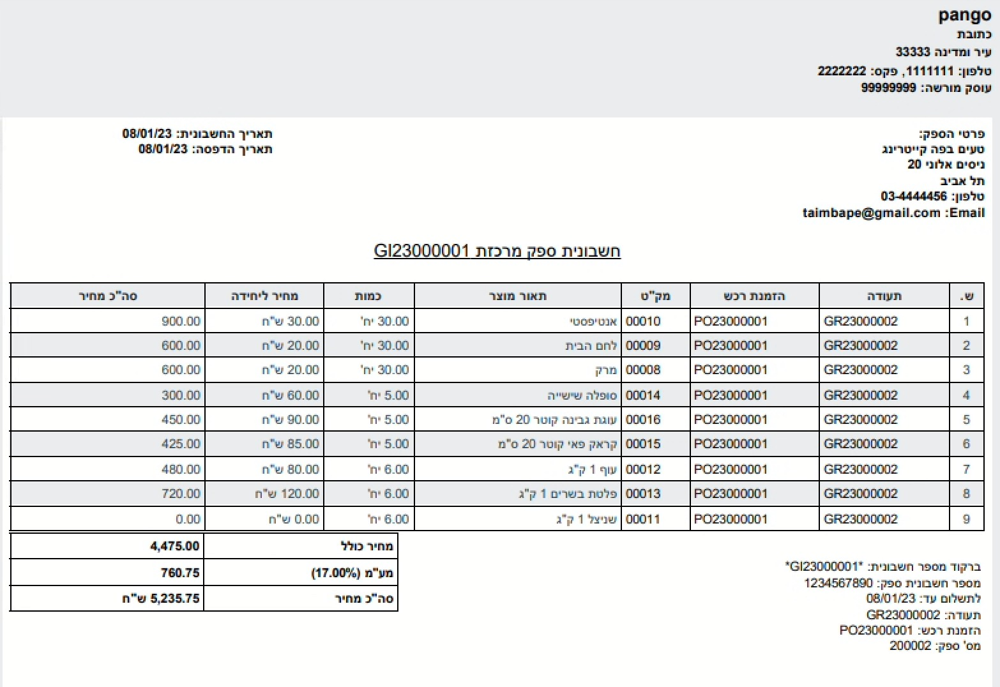 pango
כתובת
עיר ומדינה 33333
טלפון: 1111111, פקס: 2222222
עוסק מורשה: 99999999
פרטי הספק:
טעים בפה קייטרינג
ניסים אלוני 20
תל אביב
טלפון: 03-4444456
Email: taimbape@gmail.com
תאריך החשבונית: 08/01/23
תאריך הדפסה: 08/01/23
חשבונית ספק מרכזת GI23000001
ש. תעודה הזמנת רכש מק"ט תאור מוצר כמות מחיר ליחידה סה"כ מחיר
1 GR23000002 PO23000001 00010 אנטיפסטי 30.00 יח' 30.00 ש"ח 900.00
2 GR23000002 PO23000001 00009 לחם הבית 30.00 יח' 20.00 ש"ח 600.00
3 GR23000002 PO23000001 00008 מרק 30.00 יח' 20.00 ש"ח 600.00
4 GR23000002 PO23000001 00014 סופלה שישייה 5.00 יח' 60.00 ש"ח 300.00
5 GR23000002 PO23000001 00016 עוגת גבינה קוטר 20 ס"מ 5.00 יח' 90.00 ש"ח 450.00
6 GR23000002 PO23000001 00015 קראק פאי קוטר 20 ס"מ 5.00 יח' 85.00 ש"ח 425.00
7 GR23000002 PO23000001 00012 עוף 1 ק"ג 6.00 יח' 80.00 ש"ח 480.00
8 GR23000002 PO23000001 00013 פלטת בשרים 1 ק"ג 6.00 יח' 120.00 ש"ח 720.00
9 GR23000002 PO23000001 00011 שניצל 1 ק"ג 6.00 יח' 0.00 ש"ח 0.00
מחיר כולל 4,475.00
מע"מ (17.00%) 760.75
סה"כ מחיר 5,235.75 ש"ח
ברקוד מספר חשבונית: *GI23000001*
מספר חשבונית ספק: 1234567890
לתשלום עד: 08/01/23
תעודה: GR23000002
הזמנת רכש: PO23000001
מס' ספק: 200002